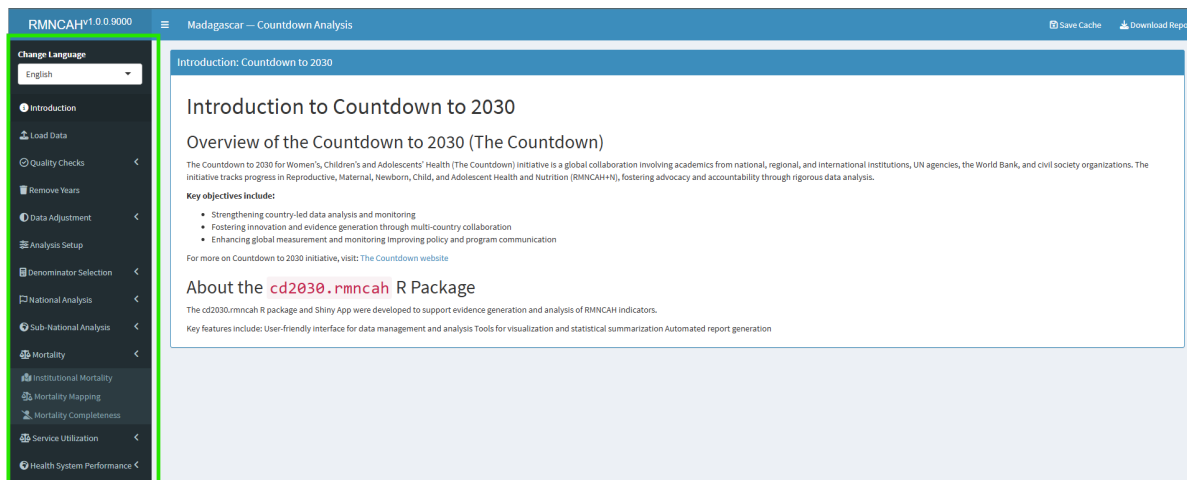 RMNCAHv1.0.0.9000
Madagascar — Countdown Analysis
Save Cache
Download Repo
Change Language
English
Introduction
Load Data
Quality Checks
Remove Years
Data Adjustment
Analysis Setup
Denominator Selection
National Analysis
Sub-National Analysis
Mortality
Institutional Mortality
Mortality Mapping
Mortality Completeness
Service Utilization
Health System Performance
Introduction: Countdown to 2030
Introduction to Countdown to 2030
Overview of the Countdown to 2030 (The Countdown)
The Countdown to 2030 for Women's, Children's and Adolescents' Health (The Countdown) initiative is a global collaboration involving academics from national, regional, and international institutions, UN agencies, the World Bank, and civil society organizations. The
initiative tracks progress in Reproductive, Maternal, Newborn, Child, and Adolescent Health and Nutrition (RMNCAH+N), fostering advocacy and accountability through rigorous data analysis.
Key objectives include:
• Strengthening country-led data analysis and monitoring
• Fostering innovation and evidence generation through multi-country collaboration
• Enhancing global measurement and monitoring Improving policy and program communication
For more on Countdown to 2030 initiative, visit: The Countdown website
About the cd2030.rmncah R Package
The cd2030.rmncah R package and Shiny App were developed to support evidence generation and analysis of RMNCAH indicators.
Key features include: User-friendly interface for data management and analysis Tools for visualization and statistical summarization Automated report generation